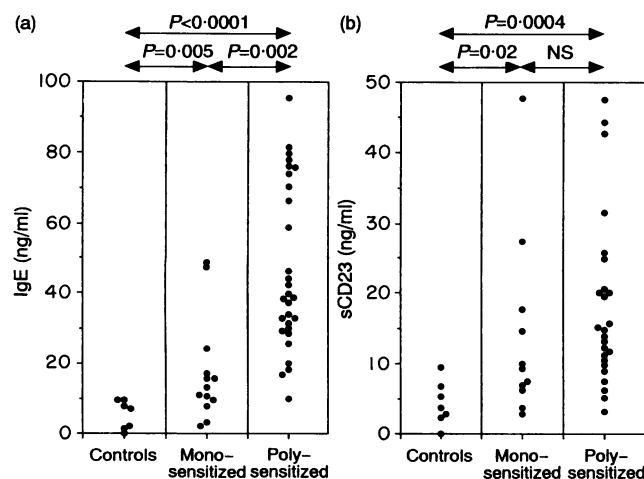 (a)
P<0·0001
P=0·005
P=0·002
100
80
60
40
20
0
IgE (ng/ml)
Controls
Mono-
sensitized
Poly-
sensitized
(b)
P=0·0004
P=0·02
NS
50
40
30
20
10
0
sCD23 (ng/ml)
Controls
Mono-
sensitized
Poly-
sensitized